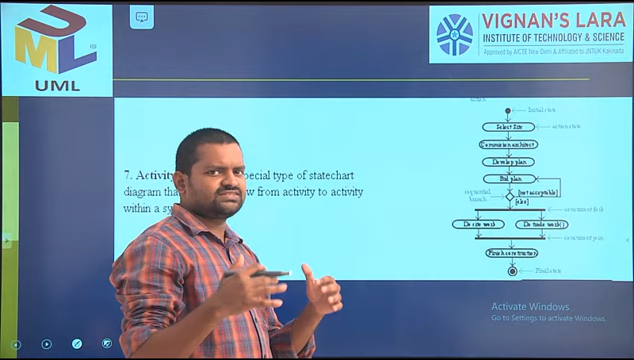 UML
UML
VIGNAN'S LARA
INSTITUTE OF TECHNOLOGY & SCIENCE
Approved by AICTE New Delhi & Affiliated to JNTUK Kakinada
7. Activity pecial type of statechart
diagram tha w from activity to activity
within a sy
Initial state
Select Site
action state
Commission architect
Develop plan
Bid plan
sequential
branch
[not acceptable]
[else]
concurrent fork
Do site work
Do trade work()
concurrent join
Finish construction
Final state
Activate Windows
Go to Settings to activate Windows.